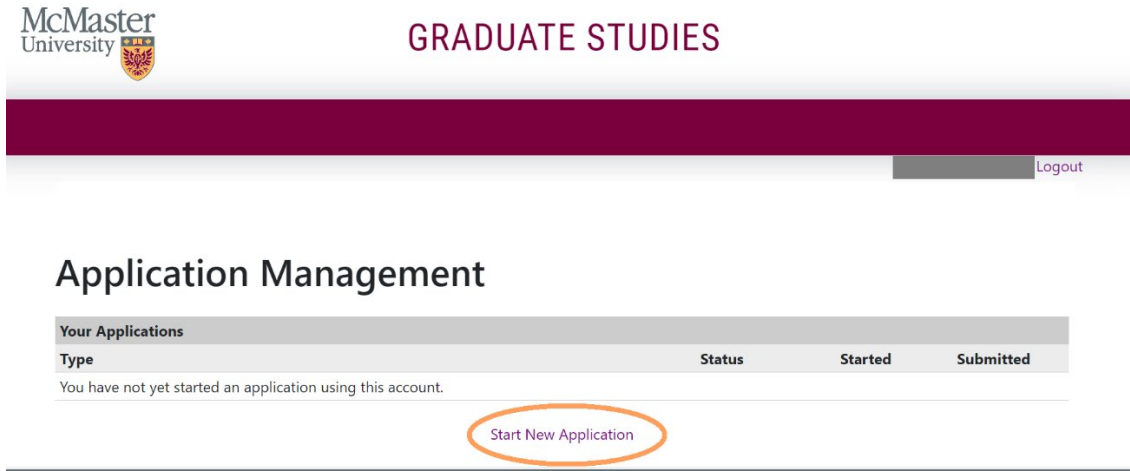 McMaster
University
GRADUATE STUDIES
Logout
Application Management
Your Applications
Type Status Started Submitted
You have not yet started an application using this account.
Start New Application